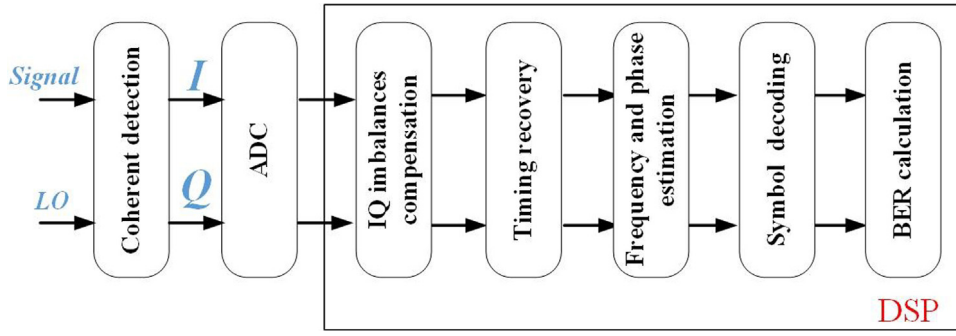 Signal
LO
Coherent detection
I
Q
ADC
IQ imbalances
compensation
Timing recovery
Frequency and phase
estimation
Symbol decoding
BER calculation
DSP